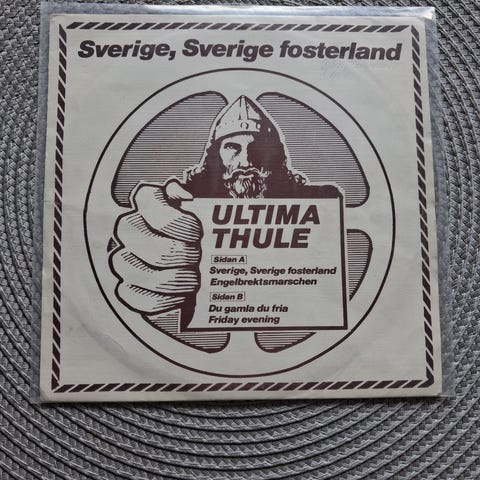 Sverige, Sverige fosterland
ULTIMA
THULE
Sidan A
Sverige, Sverige fosterland
Engelbrektsmarschen
Sidan B
Du gamla du fria
Friday evening